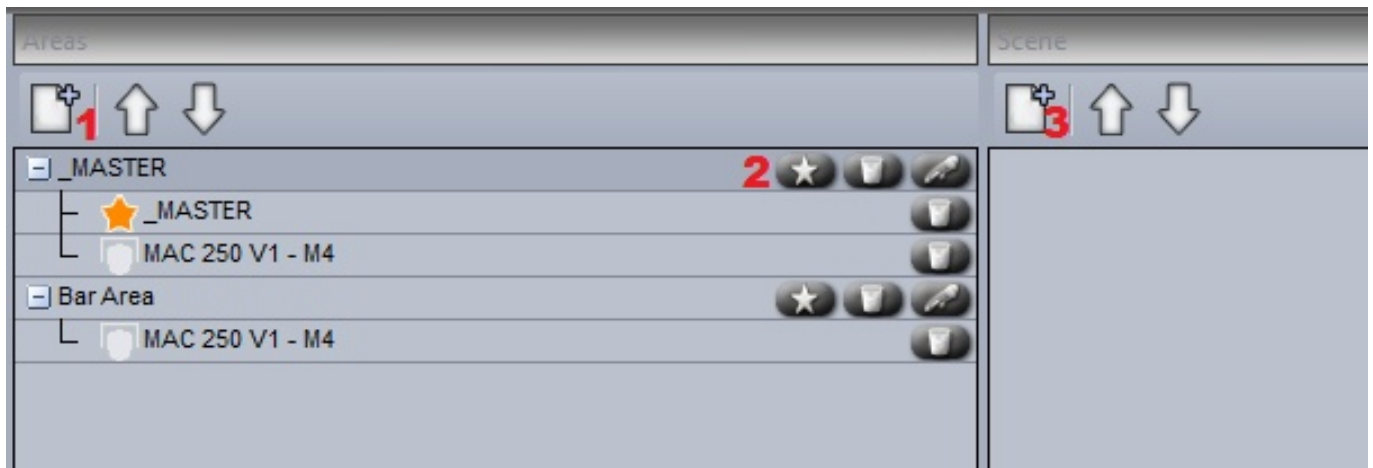 Areas
Scene
1
3
_MASTER
2
_MASTER
MAC 250 V1 - M4
Bar Area
MAC 250 V1 - M4